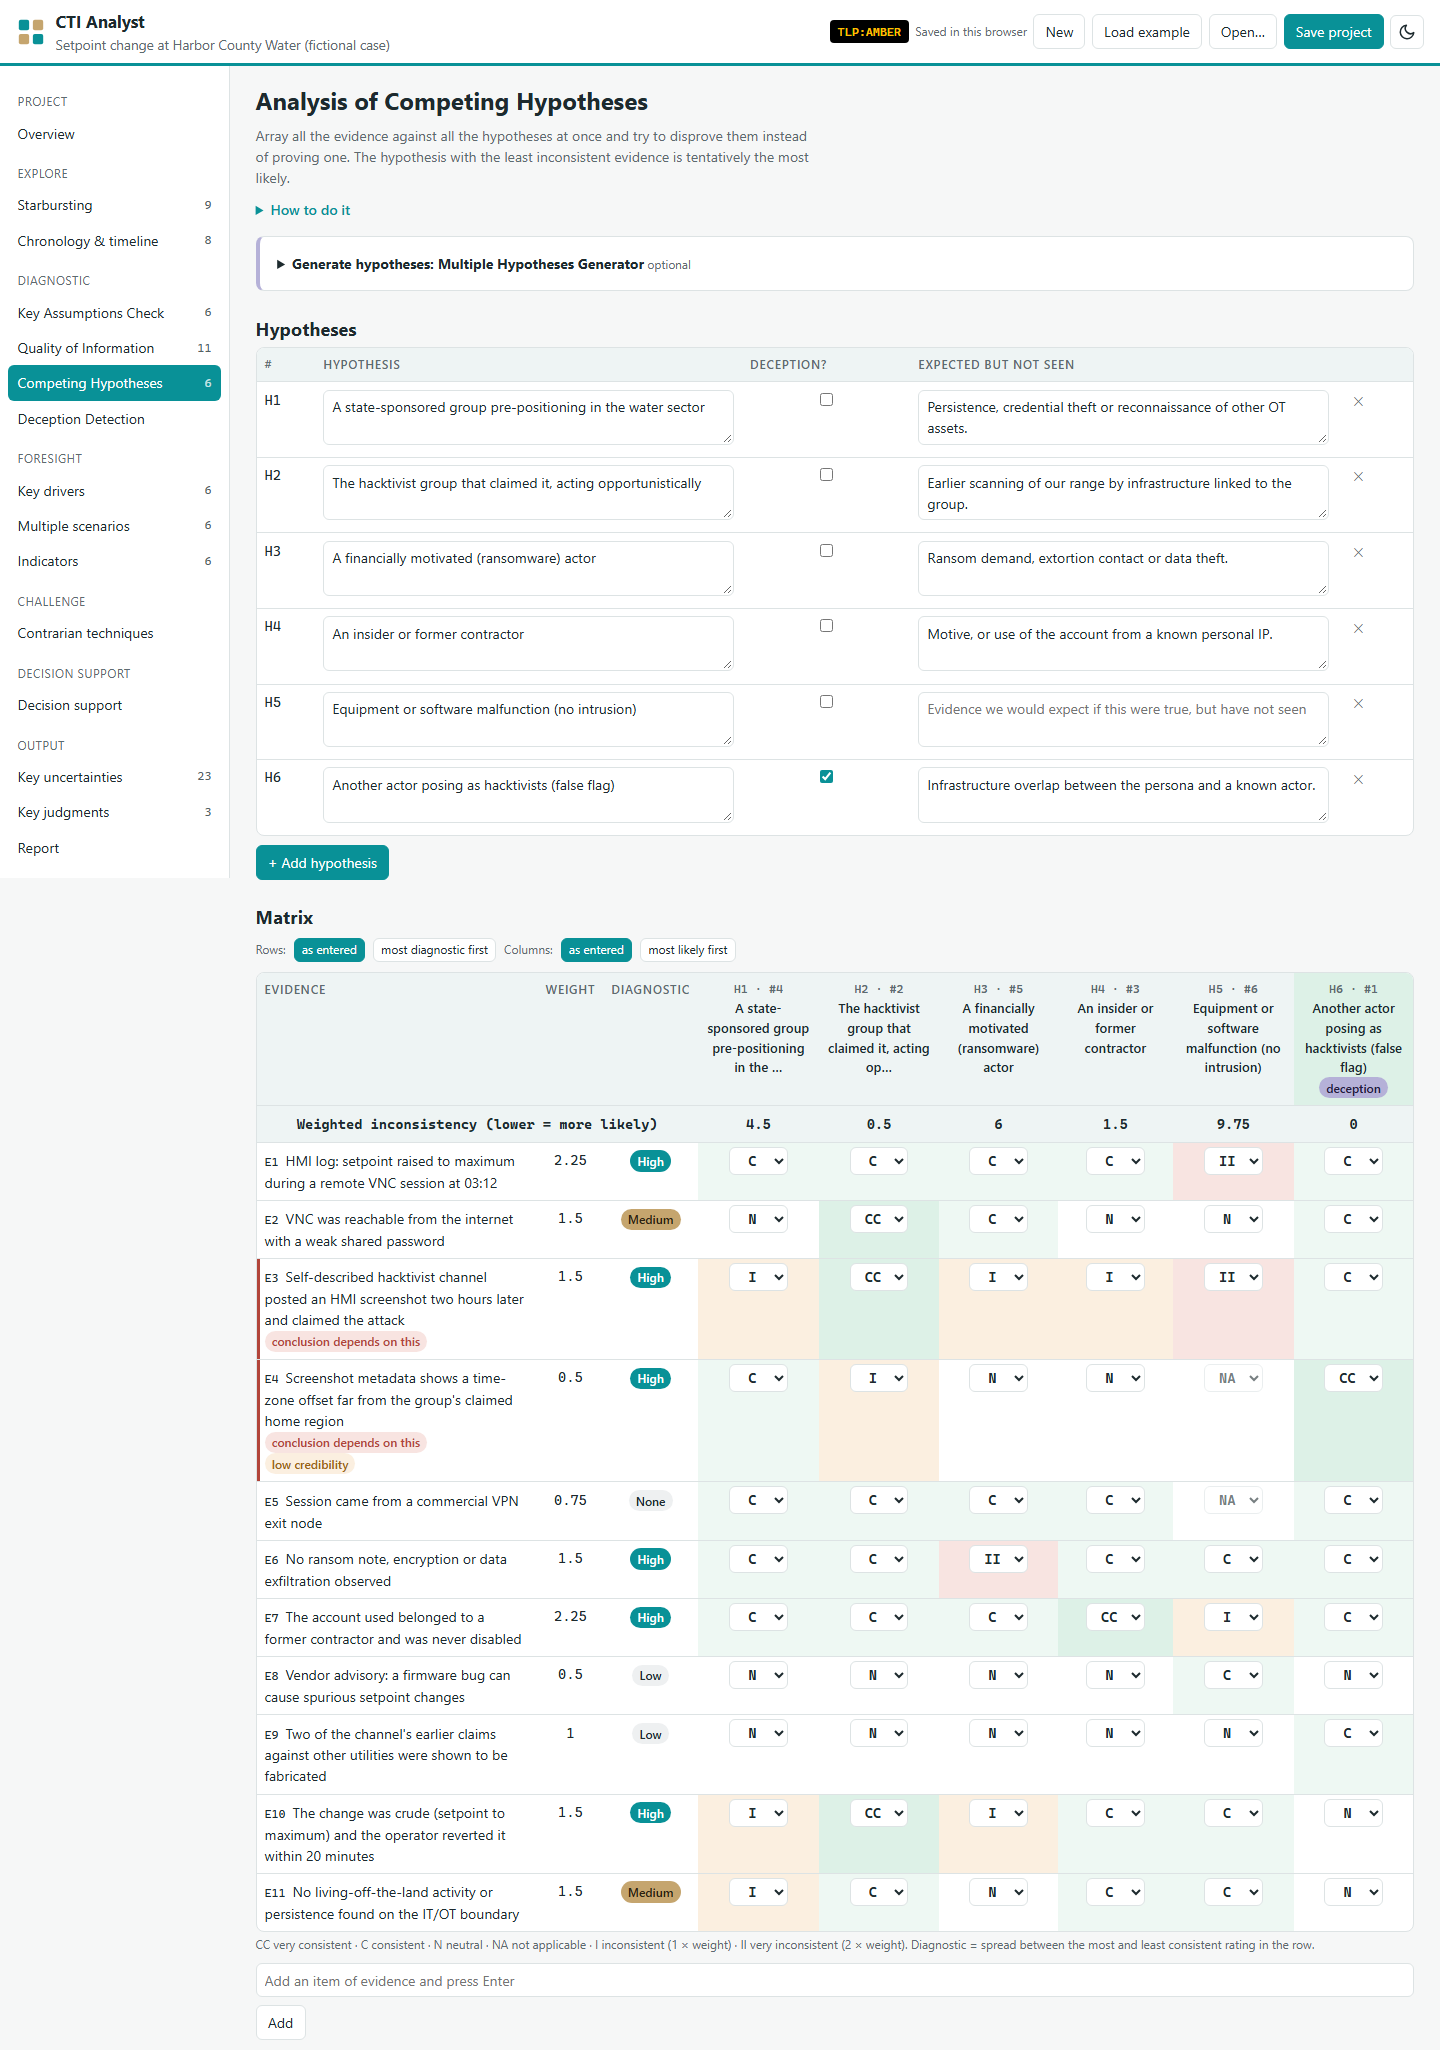 CTI Analyst
Setpoint change at Harbor County Water (fictional case)
TLP:AMBER
Saved in this browser
New
Load example
Open...
Save project
PROJECT
Overview
EXPLORE
Starbursting 9
Chronology & timeline 8
DIAGNOSTIC
Key Assumptions Check 6
Quality of Information 11
Competing Hypotheses 6
Deception Detection
FORESIGHT
Key drivers 6
Multiple scenarios 6
Indicators 6
CHALLENGE
Contrarian techniques
DECISION SUPPORT
Decision support
OUTPUT
Key uncertainties 23
Key judgments 3
Report
Analysis of Competing Hypotheses
Array all the evidence against all the hypotheses at once and try to disprove them instead
of proving one. The hypothesis with the least inconsistent evidence is tentatively the most
likely.
How to do it
Generate hypotheses: Multiple Hypotheses Generator optional
Hypotheses
# HYPOTHESIS DECEPTION? EXPECTED BUT NOT SEEN
H1 A state-sponsored group pre-positioning in the water sector Persistence, credential theft or reconnaissance of other OT
assets.
H2 The hacktivist group that claimed it, acting opportunistically Earlier scanning of our range by infrastructure linked to the
group.
H3 A financially motivated (ransomware) actor Ransom demand, extortion contact or data theft.
H4 An insider or former contractor Motive, or use of the account from a known personal IP.
H5 Equipment or software malfunction (no intrusion) Evidence we would expect if this were true, but have not seen
H6 Another actor posing as hacktivists (false flag) Infrastructure overlap between the persona and a known actor.
+ Add hypothesis
Matrix
Rows: as entered most diagnostic first Columns: as entered most likely first
EVIDENCE WEIGHT DIAGNOSTIC H1 · #4 H2 · #2 H3 · #5 H4 · #3 H5 · #6 H6 · #1
A state- The hacktivist A financially An insider or Equipment or Another actor
sponsored group group that motivated former software posing as
pre-positioning claimed it, acting (ransomware) contractor malfunction (no hacktivists (false
in the ... op... actor intrusion) flag)
deception
Weighted inconsistency (lower = more likely) 4.5 0.5 6 1.5 9.75 0
E1 HMI log: setpoint raised to maximum 2.25 High C C C C II C
during a remote VNC session at 03:12
E2 VNC was reachable from the internet 1.5 Medium N CC C N N C
with a weak shared password
E3 Self-described hacktivist channel 1.5 High I CC I I II C
posted an HMI screenshot two hours later
and claimed the attack
conclusion depends on this
E4 Screenshot metadata shows a time- 0.5 High C I N N NA CC
zone offset far from the group's claimed
home region
conclusion depends on this
low credibility
E5 Session came from a commercial VPN 0.75 None C C C C NA C
exit node
E6 No ransom note, encryption or data 1.5 High C C II C C C
exfiltration observed
E7 The account used belonged to a 2.25 High C C C CC I C
former contractor and was never disabled
E8 Vendor advisory: a firmware bug can 0.5 Low N N N N C N
cause spurious setpoint changes
E9 Two of the channel's earlier claims 1 Low N N N N N C
against other utilities were shown to be
fabricated
E10 The change was crude (setpoint to 1.5 High I CC I C C N
maximum) and the operator reverted it
within 20 minutes
E11 No living-off-the-land activity or 1.5 Medium I C N C C N
persistence found on the IT/OT boundary
CC very consistent · C consistent · N neutral · NA not applicable · I inconsistent (1 × weight) · II very inconsistent (2 × weight). Diagnostic = spread between the most and least consistent rating in the row.
Add an item of evidence and press Enter
Add